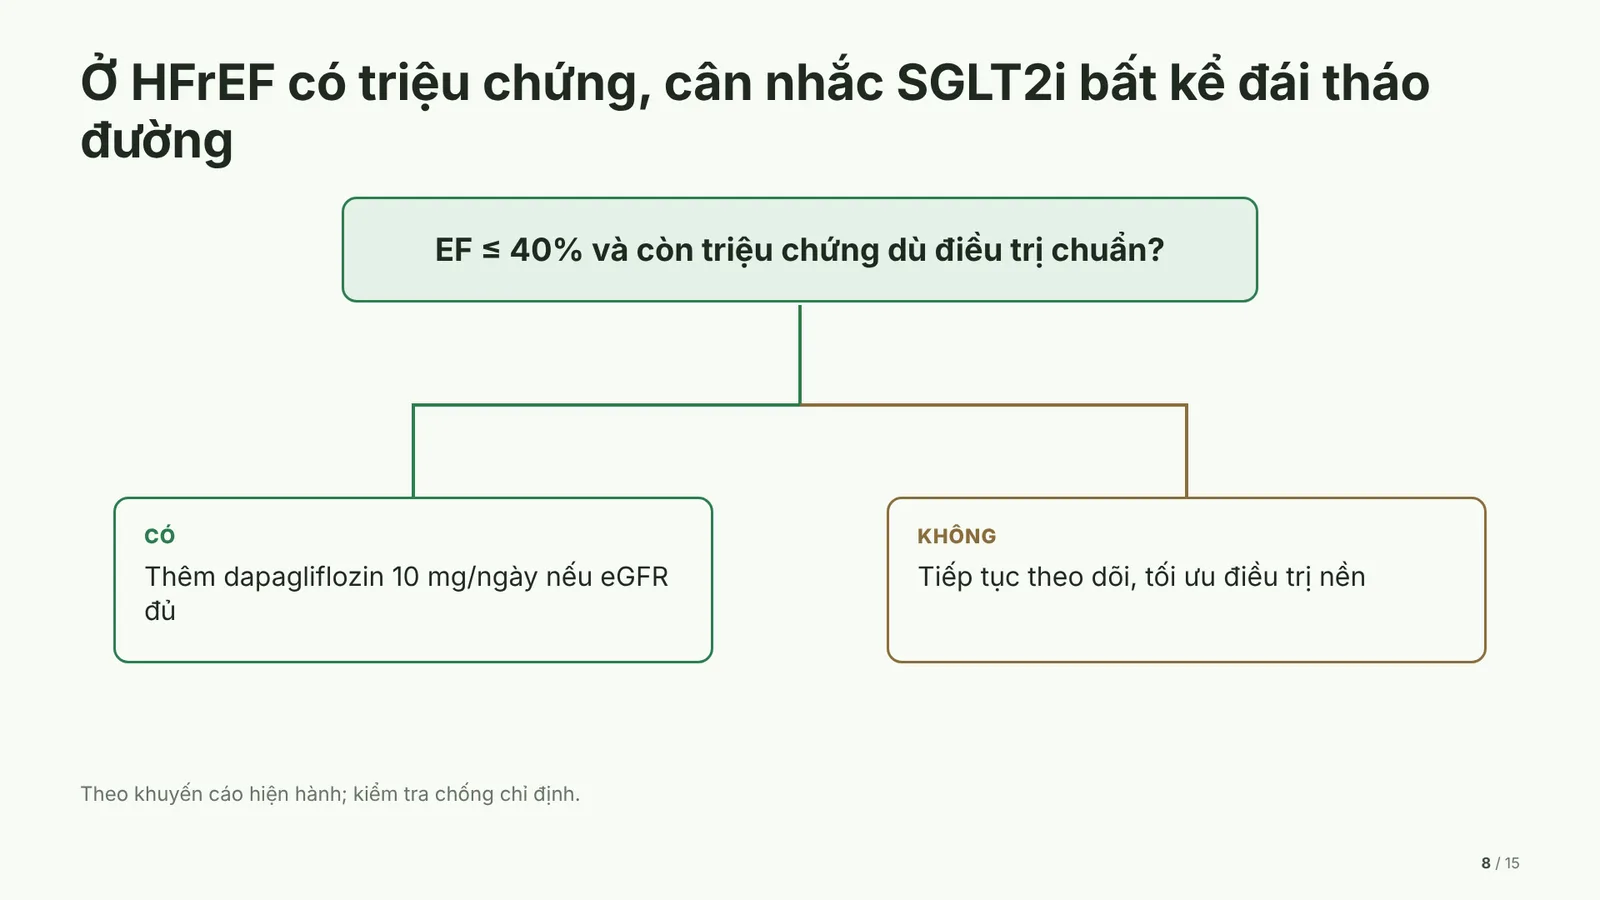 Ở HFrEF có triệu chứng, cân nhắc SGLT2i bất kể đái tháo
đường
EF ≤ 40% và còn triệu chứng dù điều trị chuẩn?
CÓ
Thêm dapagliflozin 10 mg/ngày nếu eGFR
đủ
KHÔNG
Tiếp tục theo dõi, tối ưu điều trị nền
Theo khuyến cáo hiện hành; kiểm tra chống chỉ định.
8 / 15